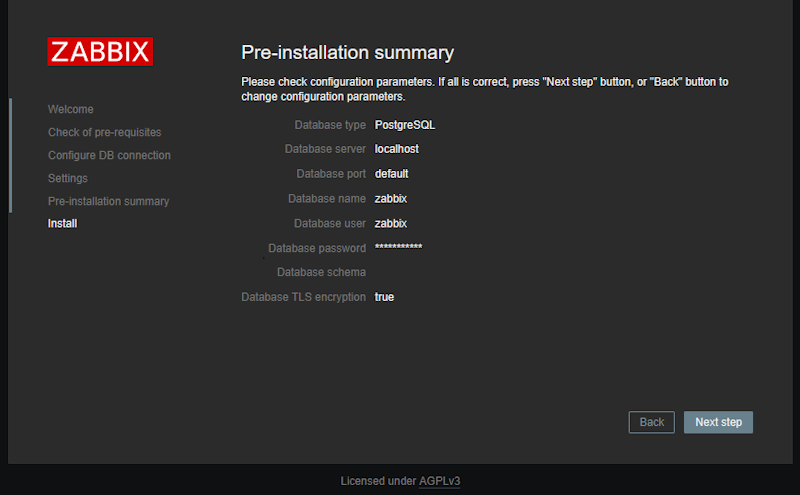 ZABBIX
Welcome
Check of pre-requisites
Configure DB connection
Settings
Pre-installation summary
Install
Pre-installation summary
Please check configuration parameters. If all is correct, press "Next step" button, or "Back" button to
change configuration parameters.
Database type PostgreSQL
Database server localhost
Database port default
Database name zabbix
Database user zabbix
Database password ***********
Database schema
Database TLS encryption true
Back Next step
Licensed under AGPLv3